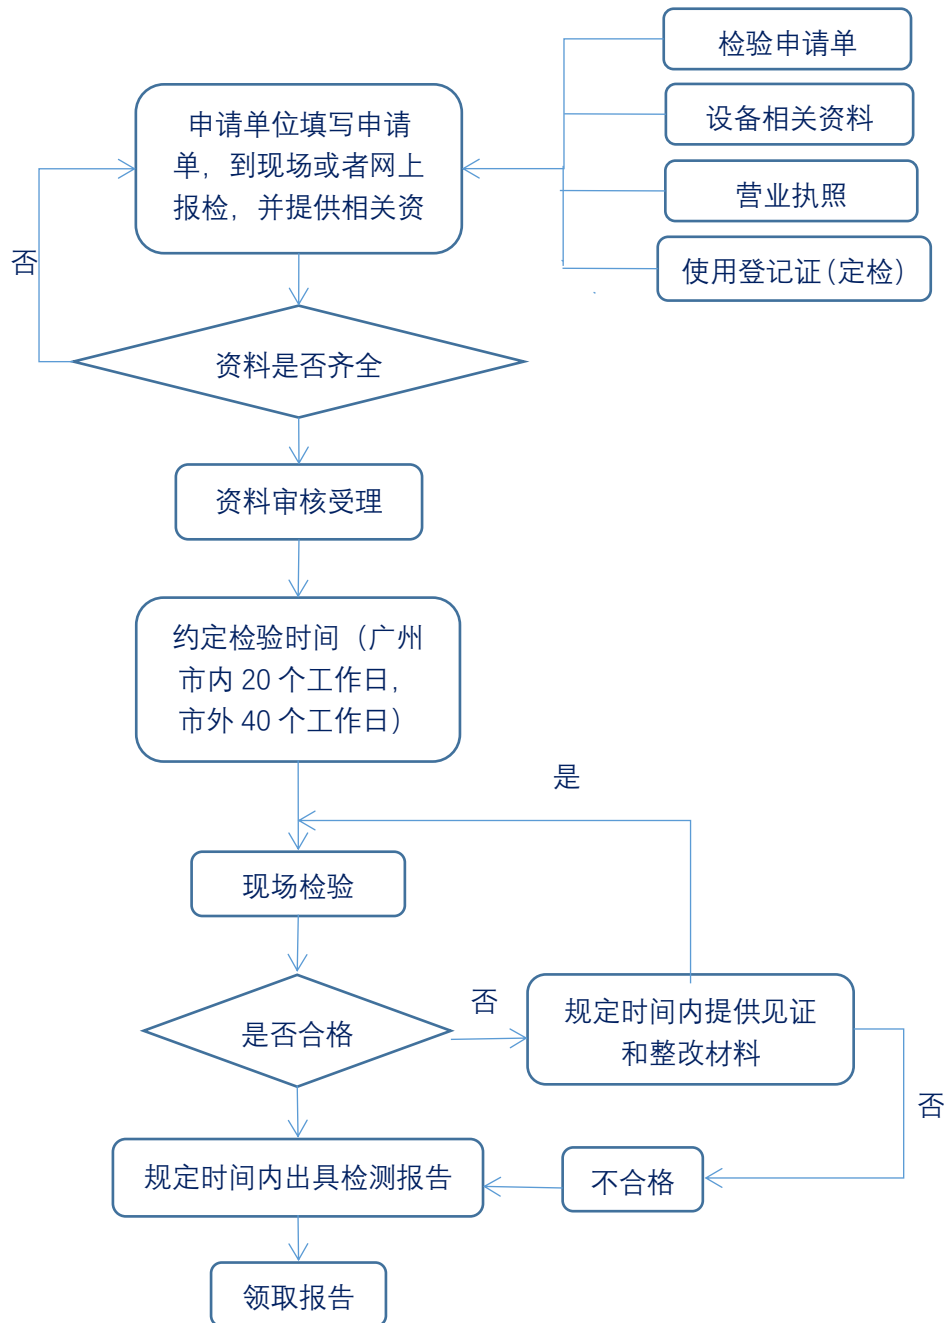 检验申请单
设备相关资料
营业执照
使用登记证（定检）
申请单位填写申请
单，到现场或者网上
报检，并提供相关资
否
资料是否齐全
资料审核受理
约定检验时间（广州
市内 20 个工作日，
市外 40 个工作日）
是
现场检验
是否合格
否
规定时间内提供见证
和整改材料
否
规定时间内出具检测报告
不合格
领取报告